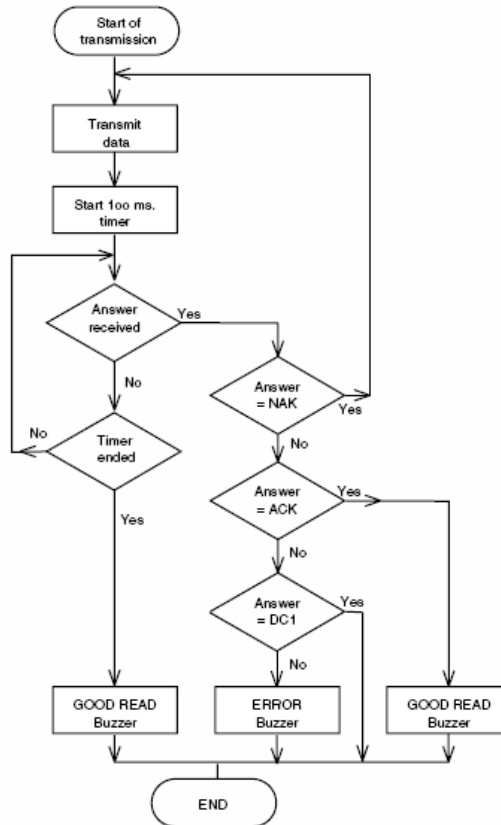 Start of
transmission
Transmit
data
Start 1oo ms.
timer
Answer
received
Yes
No
Answer
= NAK
Yes
No
Timer
ended
No
Yes
Answer
= ACK
Yes
No
Answer
= DC1
Yes
No
GOOD READ
Buzzer
ERROR
Buzzer
GOOD READ
Buzzer
END